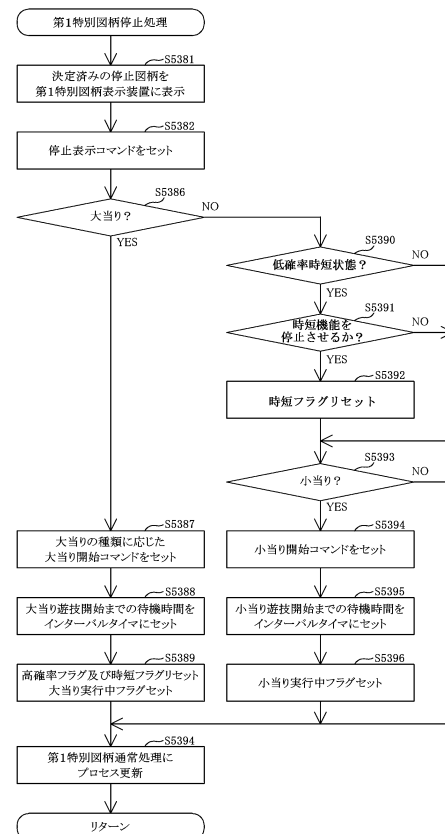 第1特別図柄停止処理
S5381
決定済みの停止図柄を
第1特別図柄表示装置に表示
S5382
停止表示コマンドをセット
S5386
大当り？
NO
YES
S5390
低確率時短状態？
NO
YES
S5391
時短機能を
停止させるか？
NO
YES
S5392
時短フラグリセット
S5393
小当り？
NO
YES
S5387
大当りの種類に応じた
大当り開始コマンドをセット
S5394
小当り開始コマンドをセット
S5388
大当り遊技開始までの待機時間を
インターバルタイマにセット
S5395
小当り遊技開始までの待機時間を
インターバルタイマにセット
S5389
高確率フラグ及び時短フラグリセット
大当り実行中フラグセット
S5396
小当り実行中フラグセット
S5394
第1特別図柄通常処理に
プロセス更新
リターン